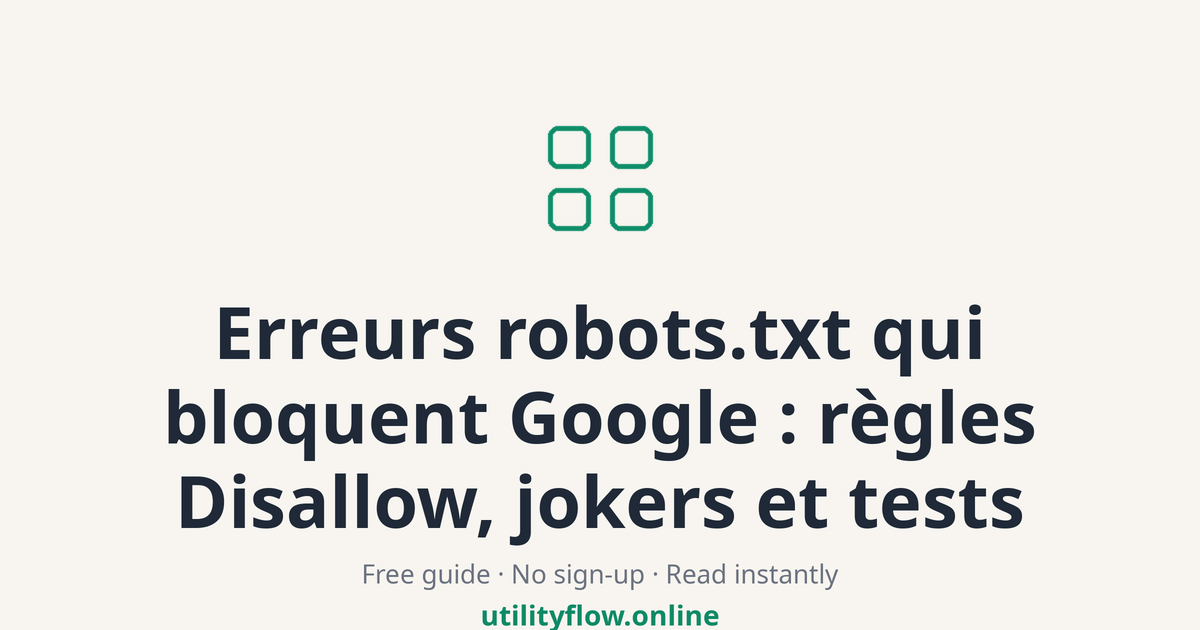 Erreurs robots.txt qui
bloquent Google : règles
Disallow, jokers et tests
Free guide · No sign-up · Read instantly
utilityflow.online